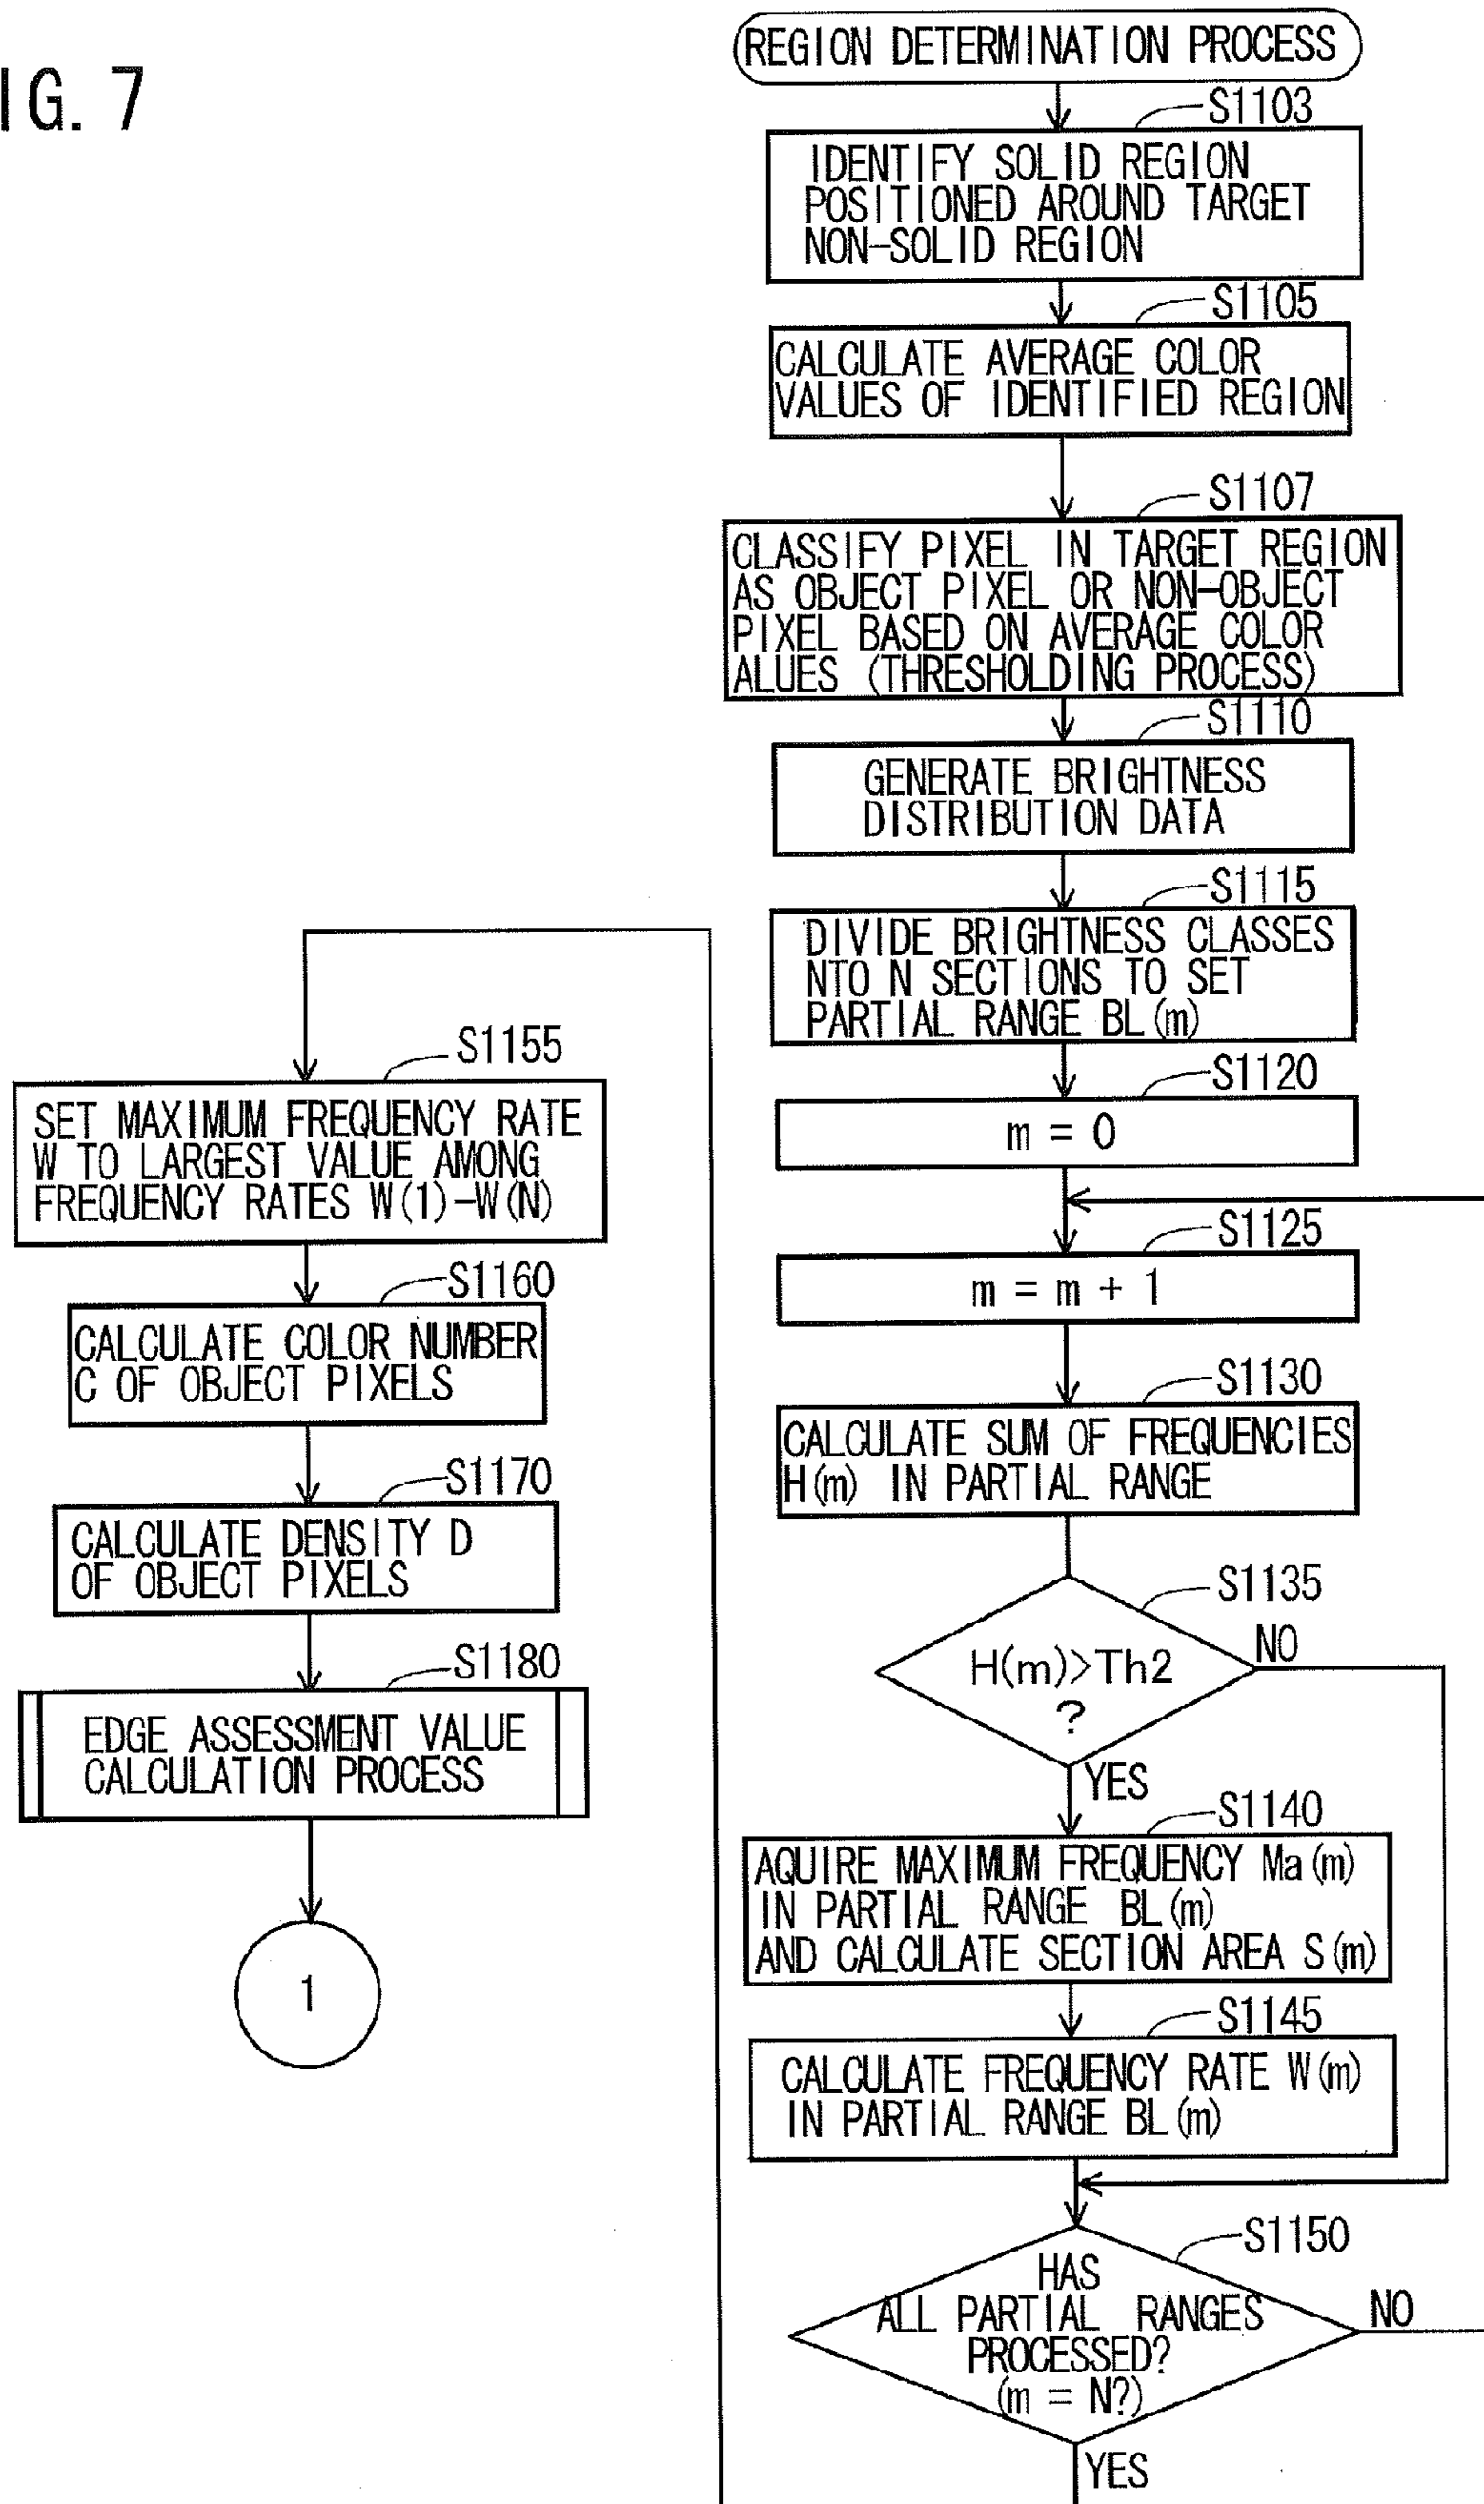 IG. 7
REGION DETERMINATION PROCESS
S1103
IDENTIFY SOLID REGION
POSITIONED AROUND TARGET
NON-SOLID REGION
S1105
CALCULATE AVERAGE COLOR
VALUES OF IDENTIFIED REGION
S1107
CLASSIFY PIXEL IN TARGET REGION
AS OBJECT PIXEL OR NON-OBJECT
PIXEL BASED ON AVERAGE COLOR
ALUES (THRESHOLDING PROCESS)
S1110
GENERATE BRIGHTNESS
DISTRIBUTION DATA
S1115
DIVIDE BRIGHTNESS CLASSES
NTO N SECTIONS TO SET
PARTIAL RANGE BL(m)
S1120
m = 0
S1125
m = m + 1
S1130
CALCULATE SUM OF FREQUENCIES
H(m) IN PARTIAL RANGE
S1135
H(m)>Th2
?
NO
YES
S1140
AQUIRE MAXIMUM FREQUENCY Ma(m)
IN PARTIAL RANGE BL(m)
AND CALCULATE SECTION AREA S(m)
S1145
CALCULATE FREQUENCY RATE W(m)
IN PARTIAL RANGE BL(m)
S1150
HAS
ALL PARTIAL RANGES
PROCESSED?
(m = N?)
NO
YES
S1155
SET MAXIMUM FREQUENCY RATE
W TO LARGEST VALUE AMONG
FREQUENCY RATES W(1)-W(N)
S1160
CALCULATE COLOR NUMBER
C OF OBJECT PIXELS
S1170
CALCULATE DENSITY D
OF OBJECT PIXELS
S1180
EDGE ASSESSMENT VALUE
CALCULATION PROCESS
1